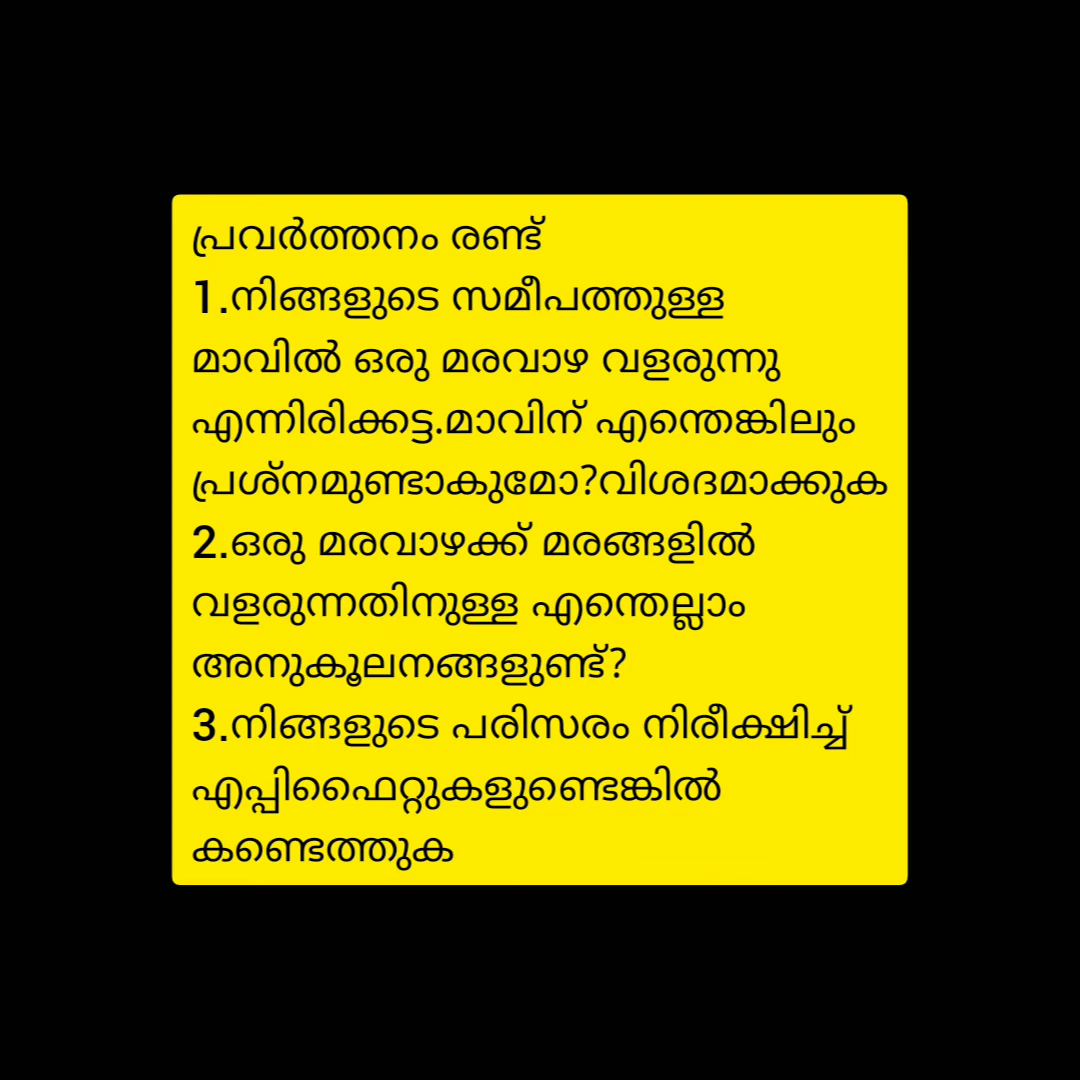 പ്രവർത്തനം രണ്ട്
1.നിങ്ങളുടെ സമീപത്തുള്ള
മാവിൽ ഒരു മരവാഴ വളരുന്നു
എന്നിരിക്കട്ട.മാവിന് എന്തെങ്കിലും
പ്രശ്നമുണ്ടാകുമോ?വിശദമാക്കുക
2.ഒരു മരവാഴക്ക് മരങ്ങളിൽ
വളരുന്നതിനുള്ള എന്തെല്ലാം
അനുകൂലനങ്ങളുണ്ട്?
3.നിങ്ങളുടെ പരിസരം നിരീക്ഷിച്ച്
എപ്പിഫൈറ്റുകളുണ്ടെങ്കിൽ
കണ്ടെത്തുക